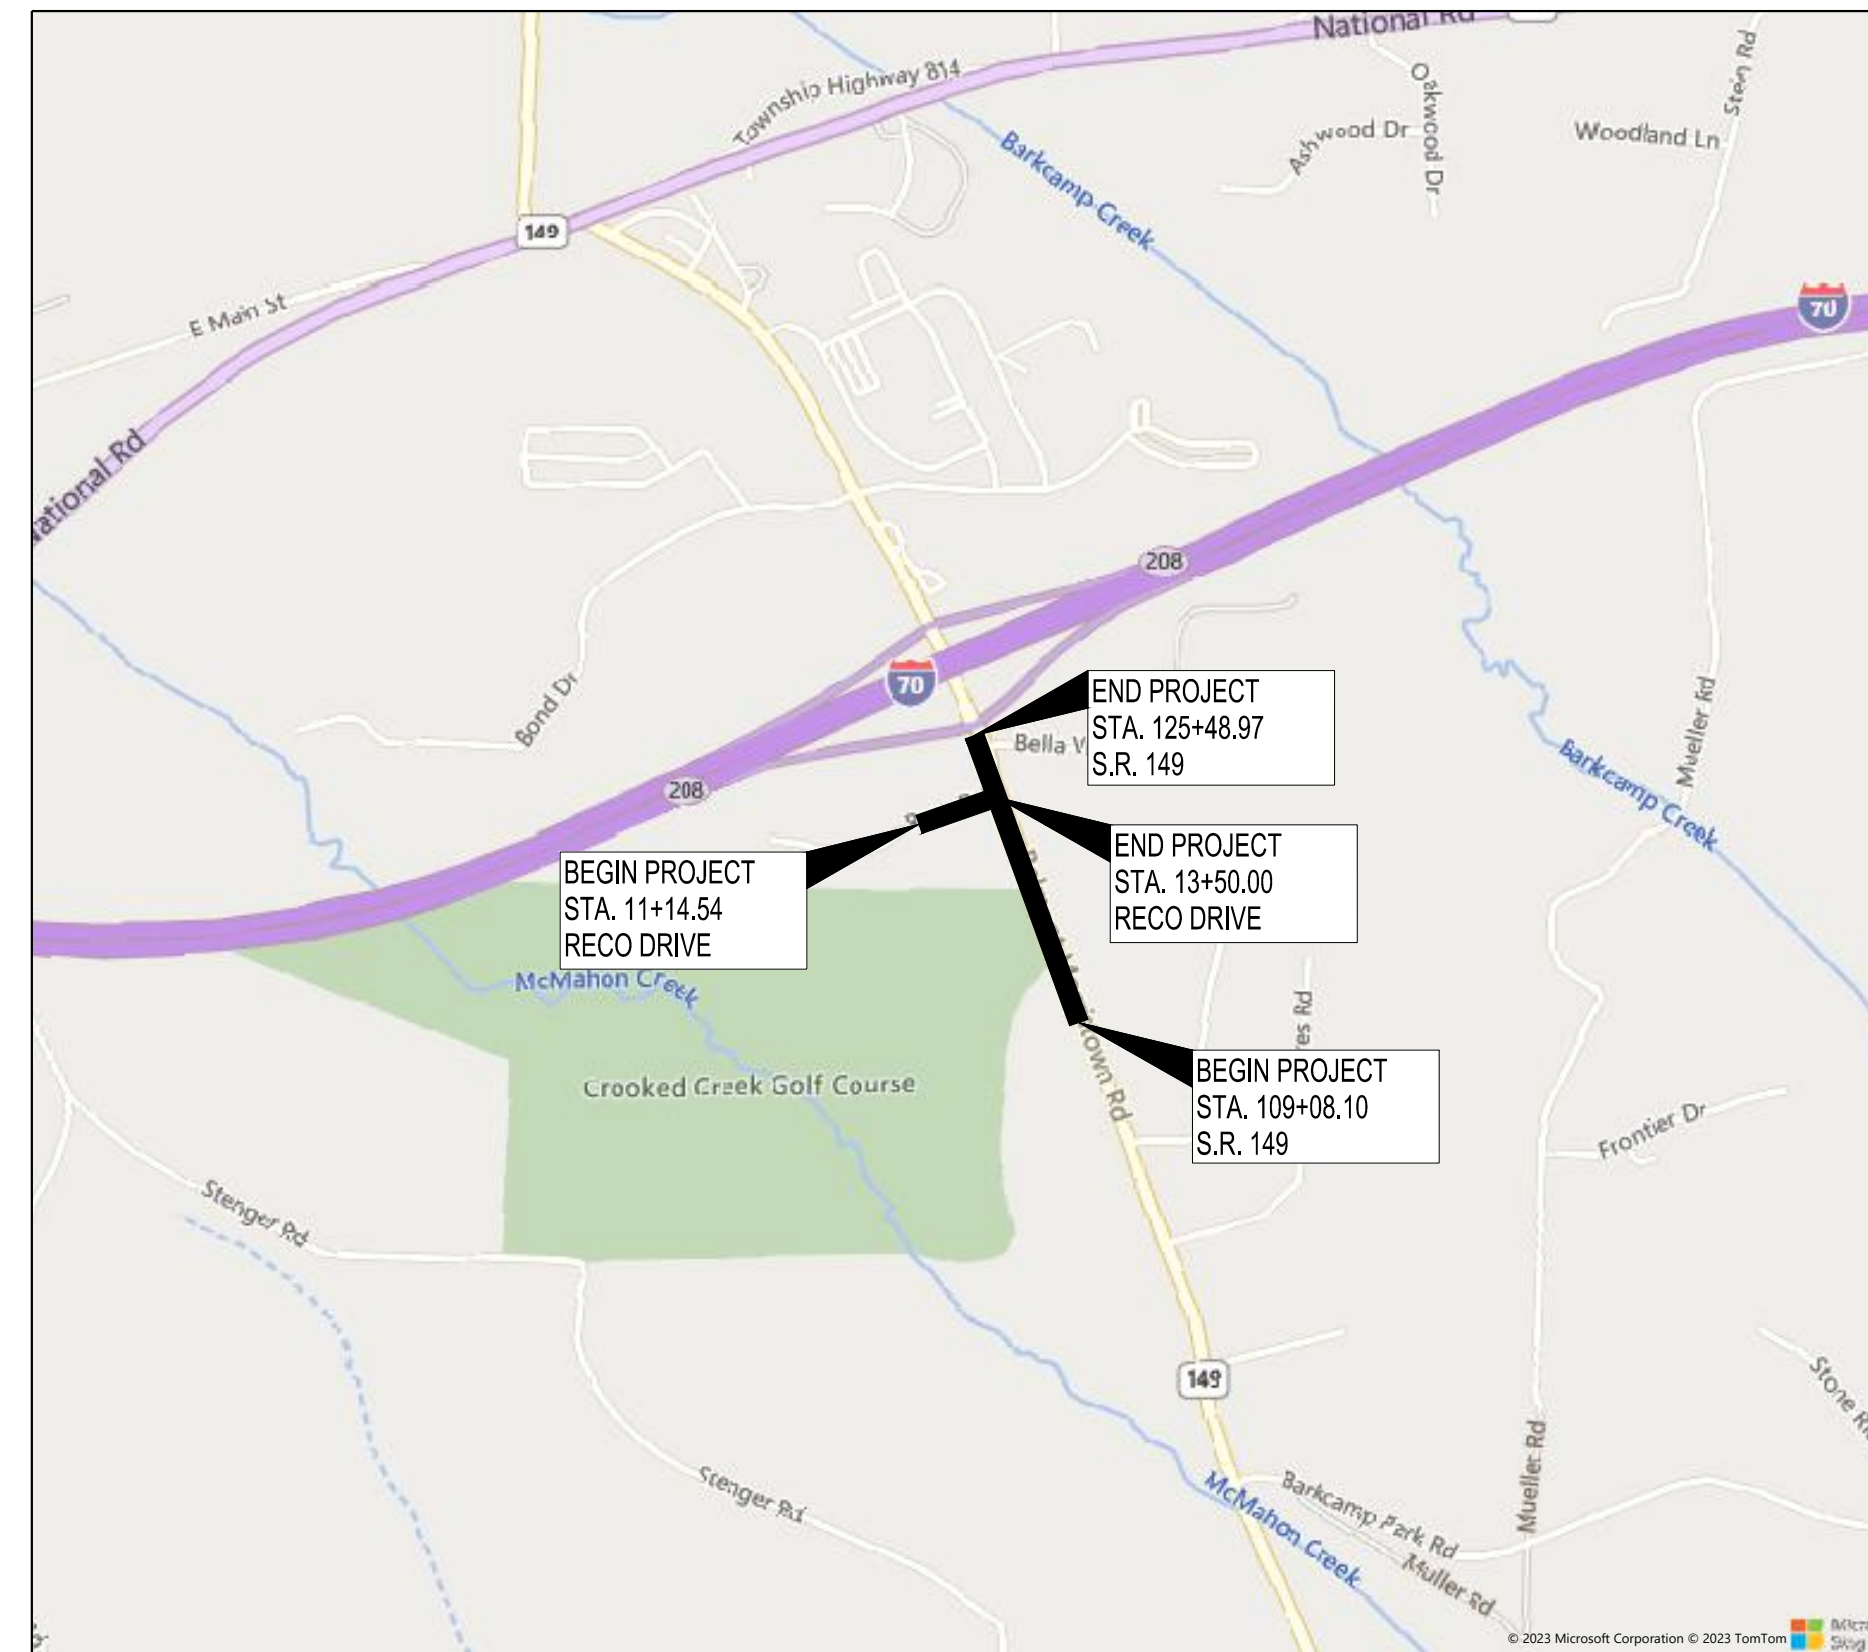 National Rd
Township Highway 814
Stein Rd
Oakwood Dr
Ashwood Dr
Woodland Ln
Barkcamp Creek
149
E Main St
70
National Rd
208
70
Bond Dr
Mueller Rd
END PROJECT
STA. 125+48.97
S.R. 149
Bella
Barkcamp Creek
208
END PROJECT
STA. 13+50.00
RECO DRIVE
BEGIN PROJECT
STA. 11+14.54
RECO DRIVE
McMahon Creek
Crooked Creek Golf Course
town Rd
BEGIN PROJECT
STA. 109+08.10
S.R. 149
Frontier Dr
Stenger Rd
149
Stone
Mueller Rd
Stenger Rd
McMahon Creek
Barkcamp Park Rd
Muller Rd
© 2023 Microsoft Corporation © 2023 TomTom